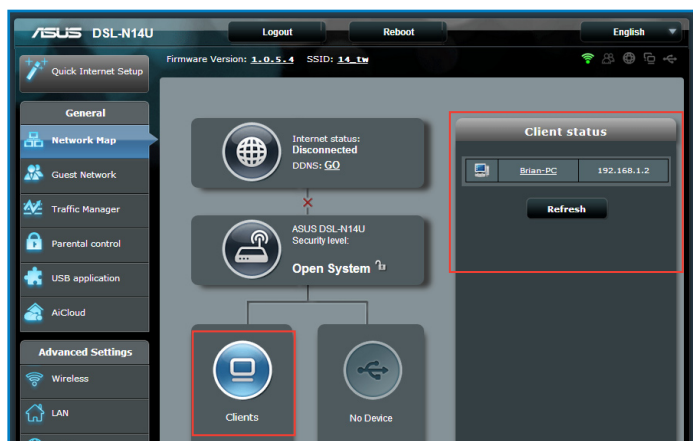 ASUS DSL-N14U
Logout
Reboot
English
Quick Internet Setup
Firmware Version: 1.0.5.4 SSID: 14_tw
General
Network Map
Guest Network
Traffic Manager
Parental control
USB application
AiCloud
Advanced Settings
Wireless
LAN
Internet status:
Disconnected
DDNS: GO
ASUS DSL-N14U
Security level:
Open System
Clients
No Device
Client status
Brian-PC 192.168.1.2
Refresh